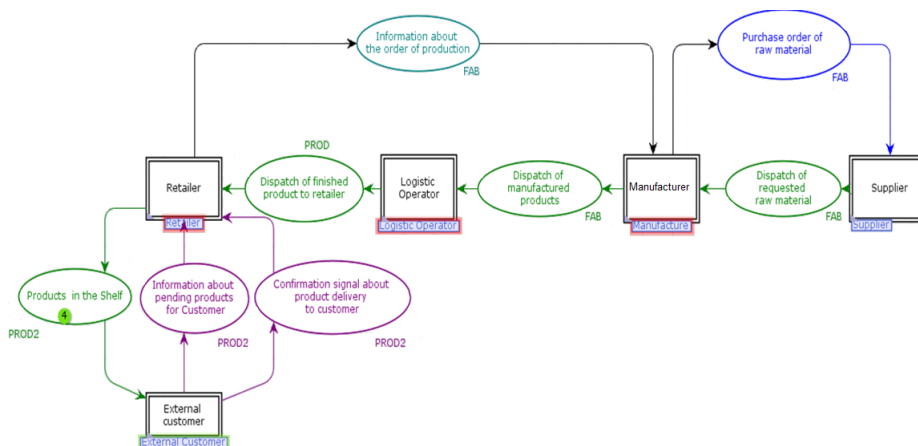 Information about
the order of production
FAB
Purchase order of
raw material
FAB
Retailer
Retailer
PROD
Dispatch of finished
product to retailer
Logistic
Operator
Logistic Operator
Dispatch of
manufactured
products
FAB
Manufacturer
Manufacture
Dispatch of
requested
raw material
FAB
Supplier
Supplier
Products in the Shelf
4
PROD2
Information about
pending products
for Customer
PROD2
Confirmation signal about
product delivery
to customer
PROD2
External
customer
External Customer